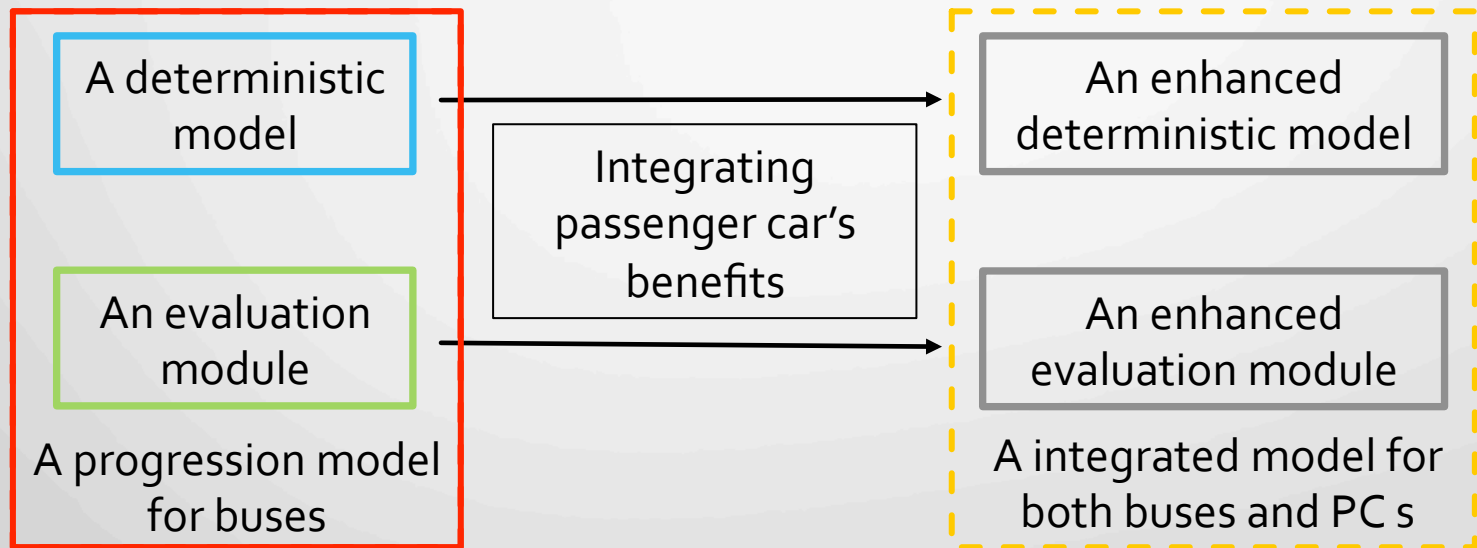 A deterministic
model
An evaluation
module
A progression model
for buses
Integrating
passenger car’s
benefits
An enhanced
deterministic model
An enhanced
evaluation module
A integrated model for
both buses and PC s